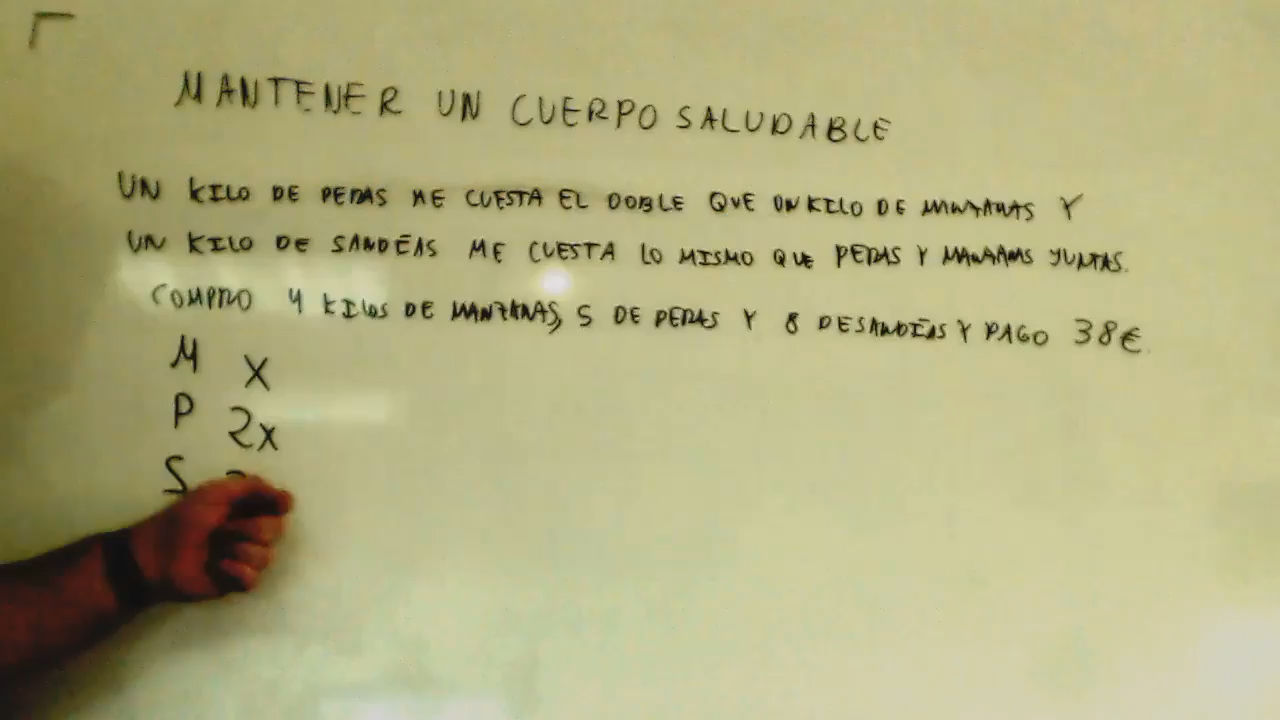 MANTENER UN CUERPO SALUDABLE
UN KILO DE PERAS ME CUESTA EL DOBLE QUE UN KILO DE MANZANAS Y
UN KILO DE SANDÍAS ME CUESTA LO MISMO QUE PERAS Y MANZANAS JUNTAS.
COMPRO 4 KILOS DE MANZANAS, 5 DE PERAS Y 8 DE SANDÍAS Y PAGO 38€.
M X
P 2X
S